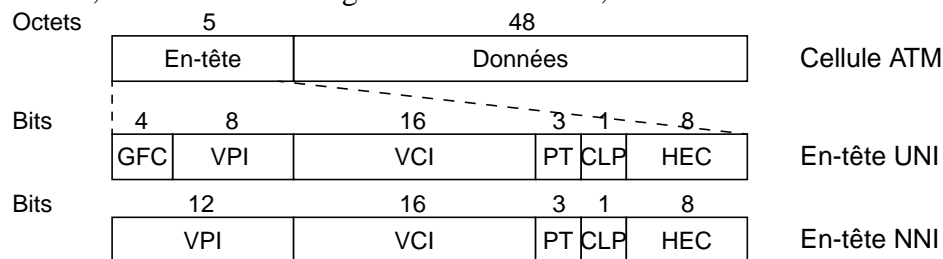 Octets 5 48
En-tête Données Cellule ATM
Bits 4 8 16 3 1 8
GFC VPI VCI PT CLP HEC En-tête UNI
Bits 12 16 3 1 8
VPI VCI PT CLP HEC En-tête NNI